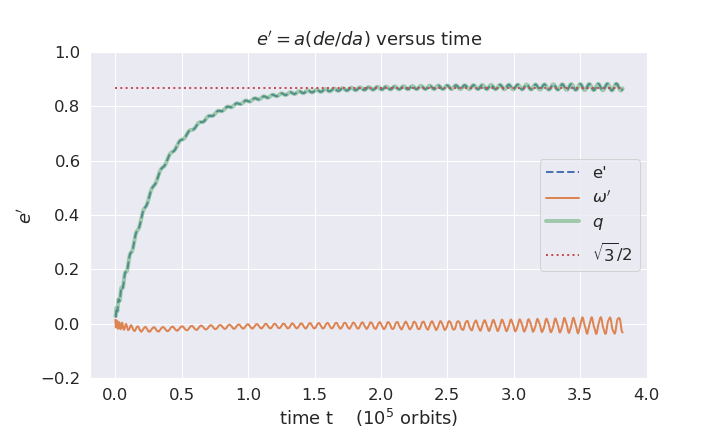 e′ = a(de/da) versus time
1.0
0.8
0.6
0.4
0.2
0.0
−0.2
e′
e'
ω′
q
√3/2
0.0 0.5 1.0 1.5 2.0 2.5 3.0 3.5 4.0
time t (10⁵ orbits)